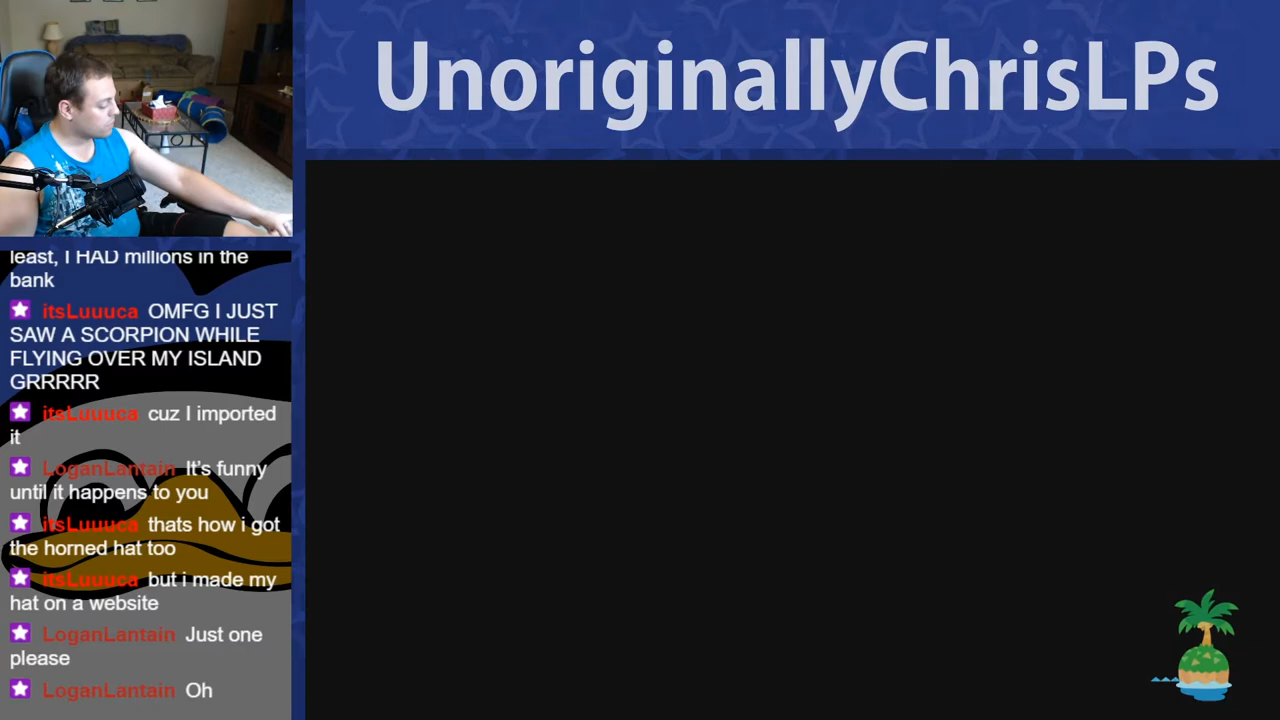 UnoriginallyChrisLPs
least, I HAD millions in the
bank
itsLuuuca OMFG I JUST
SAW A SCORPION WHILE
FLYING OVER MY ISLAND
GRRRRR
itsLuuuca cuz I imported
it
LoganLantain It's funny
until it happens to you
itsLuuuca thats how i got
the horned hat too
itsLuuuca but i made my
hat on a website
LoganLantain Just one
please
LoganLantain Oh